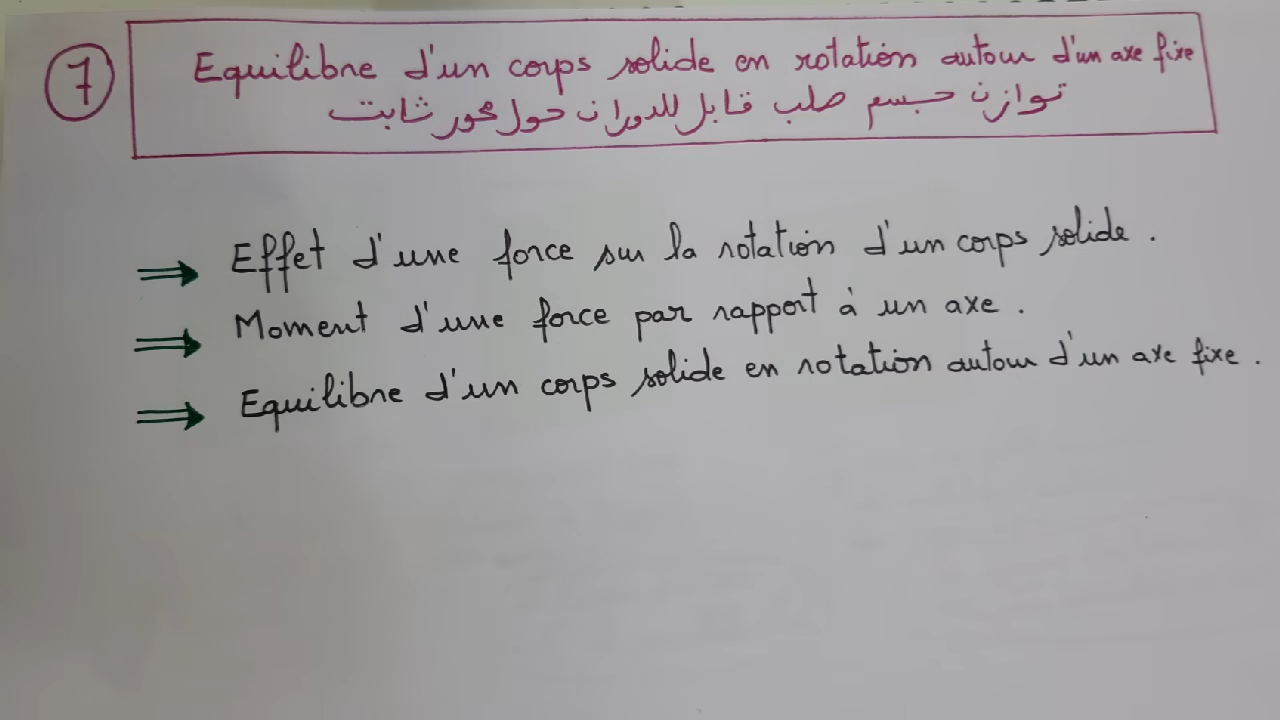 7
Equilibre d'un corps solide en rotation autour d'un axe fixe
توازن جسم صلب قابل للدوران حول محور ثابت
⇒ Effet d'une force sur la rotation d'un corps solide.
⇒ Moment d'une force par rapport à un axe.
⇒ Equilibre d'un corps solide en rotation autour d'un axe fixe.